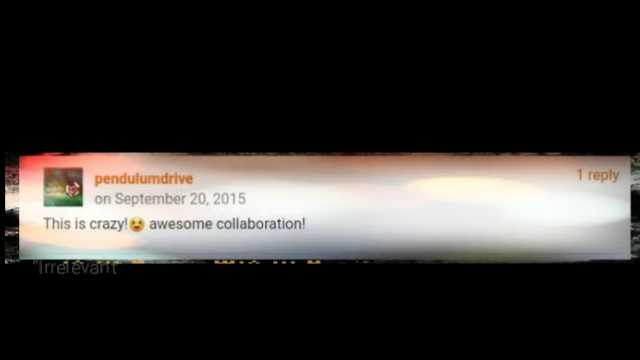 pendulumdrive
1 reply
on September 20, 2015
This is crazy!😉 awesome collaboration!
"Irrelevant"